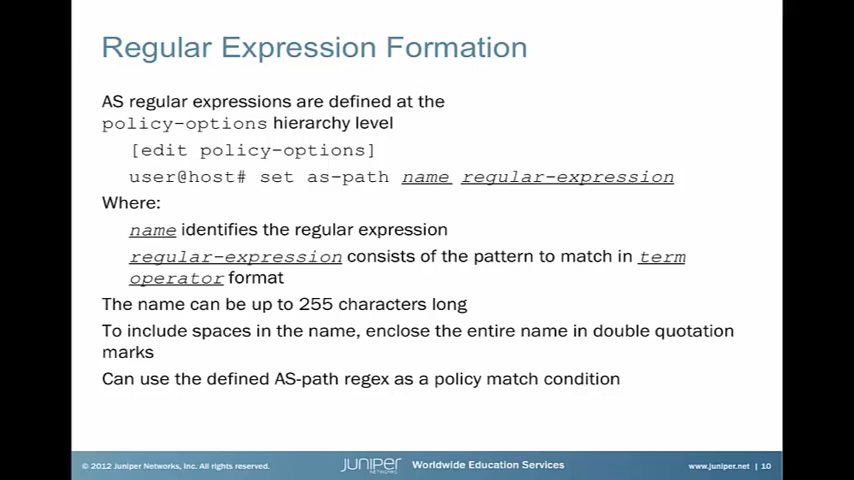 Regular Expression Formation
AS regular expressions are defined at the
policy-options hierarchy level
[edit policy-options]
user@host# set as-path name regular-expression
Where:
name identifies the regular expression
regular-expression consists of the pattern to match in term
operator format
The name can be up to 255 characters long
To include spaces in the name, enclose the entire name in double quotation
marks
Can use the defined AS-path regex as a policy match condition
© 2012 Juniper Networks, Inc. All rights reserved.
JUNIPER
NETWORKS
Worldwide Education Services
www.juniper.net | 10